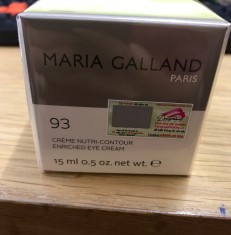 MARIA GALLAND
PARIS
93
CRÈME NUTRI-CONTOUR
ENRICHED EYE CREAM
15 ml 0.5 oz. net wt. ℮